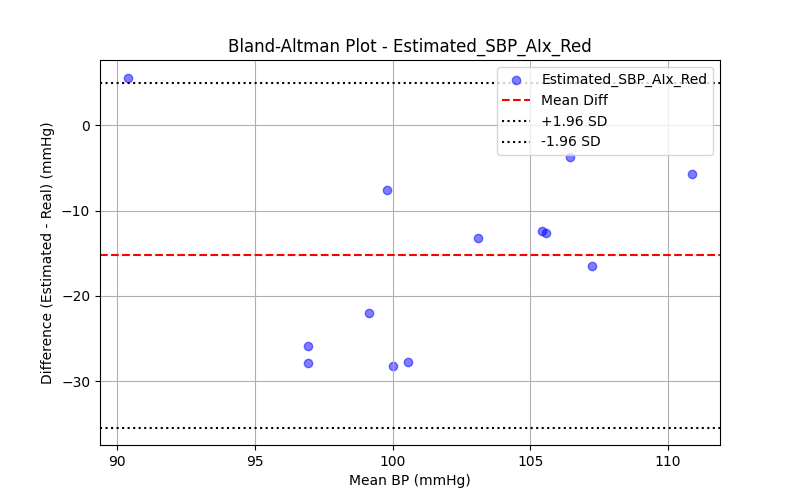 Bland-Altman Plot - Estimated_SBP_AIx_Red
Estimated_SBP_AIx_Red
Mean Diff
+1.96 SD
-1.96 SD
Difference (Estimated - Real) (mmHg)
0
−10
−20
−30
90
95
100
105
110
Mean BP (mmHg)